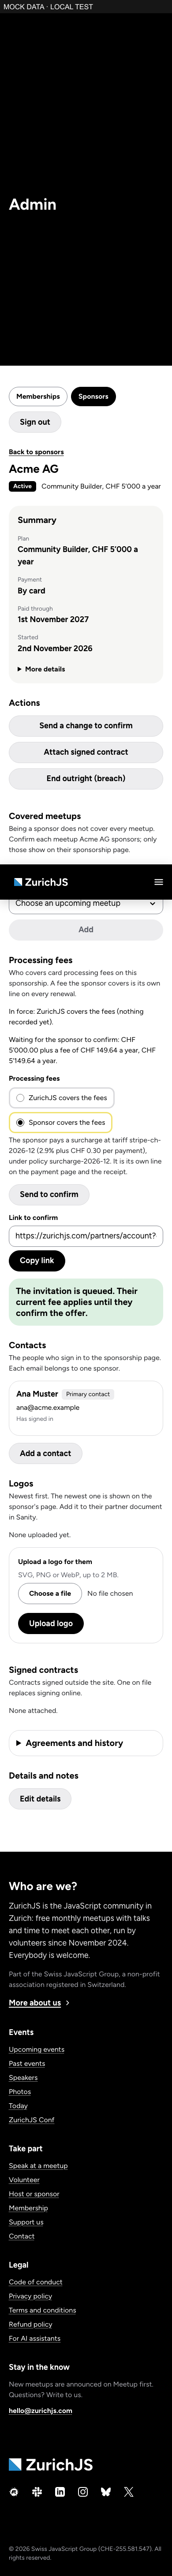 MOCK DATA · LOCAL TEST
Admin
Memberships
Sponsors
Sign out
Back to sponsors
Acme AG
Active
Community Builder, CHF 5'000 a year
Summary
Plan
Community Builder, CHF 5'000 a
year
Payment
By card
Paid through
1st November 2027
Started
2nd November 2026
More details
Actions
Send a change to confirm
Attach signed contract
End outright (breach)
Covered meetups
Being a sponsor does not cover every meetup.
Confirm each meetup Acme AG sponsors; only
those show on their sponsorship page.
ZurichJS
Choose an upcoming meetup
Add
Processing fees
Who covers card processing fees on this
sponsorship. A fee the sponsor covers is its own
line on every renewal.
In force: ZurichJS covers the fees (nothing
recorded yet).
Waiting for the sponsor to confirm: CHF
5'000.00 plus a fee of CHF 149.64 a year, CHF
5'149.64 a year.
Processing fees
ZurichJS covers the fees
Sponsor covers the fees
The sponsor pays a surcharge at tariff stripe-ch-
2026-12 (2.9% plus CHF 0.30 per payment),
under policy surcharge-2026-12. It is its own line
on the payment page and the receipt.
Send to confirm
Link to confirm
https://zurichjs.com/partners/account?
Copy link
The invitation is queued. Their
current fee applies until they
confirm the offer.
Contacts
The people who sign in to the sponsorship page.
Each email belongs to one sponsor.
Ana Muster
Primary contact
ana@acme.example
Has signed in
Add a contact
Logos
Newest first. The newest one is shown on the
sponsor's page. Add it to their partner document
in Sanity.
None uploaded yet.
Upload a logo for them
SVG, PNG or WebP, up to 2 MB.
Choose a file
No file chosen
Upload logo
Signed contracts
Contracts signed outside the site. One on file
replaces signing online.
None attached.
Agreements and history
Details and notes
Edit details
Who are we?
ZurichJS is the JavaScript community in
Zurich: free monthly meetups with talks
and time to meet each other, run by
volunteers since November 2024.
Everybody is welcome.
Part of the Swiss JavaScript Group, a non-profit
association registered in Switzerland.
More about us
Events
Upcoming events
Past events
Speakers
Photos
Today
ZurichJS Conf
Take part
Speak at a meetup
Volunteer
Host or sponsor
Membership
Support us
Contact
Legal
Code of conduct
Privacy policy
Terms and conditions
Refund policy
For AI assistants
Stay in the know
New meetups are announced on Meetup first.
Questions? Write to us.
hello@zurichjs.com
ZurichJS
© 2026 Swiss JavaScript Group (CHE-255.581.547). All
rights reserved.